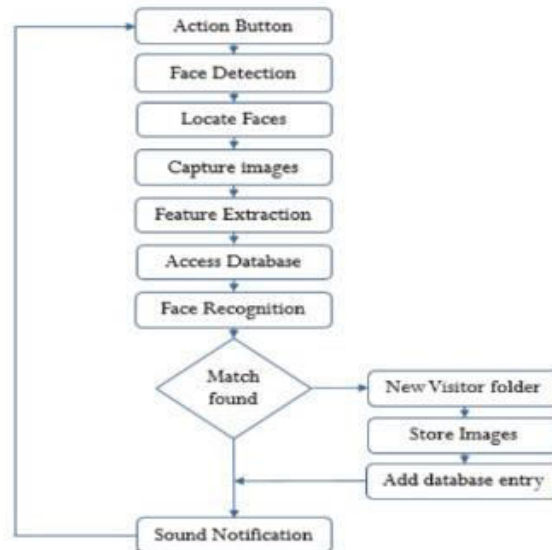 Action Button
Face Detection
Locate Faces
Capture images
Feature Extraction
Access Database
Face Recognition
Match
found
New Visitor folder
Store Images
Add database entry
Sound Notification